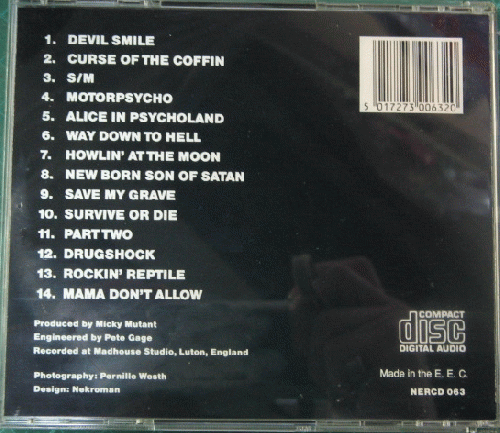 1. DEVIL SMILE
2. CURSE OF THE COFFIN
3. S/M
4. MOTORPSYCHO
5. ALICE IN PSYCHOLAND
6. WAY DOWN TO HELL
7. HOWLIN' AT THE MOON
8. NEW BORN SON OF SATAN
9. SAVE MY GRAVE
10. SURVIVE OR DIE
11. PART TWO
12. DRUGSHOCK
13. ROCKIN' REPTILE
14. MAMA DON'T ALLOW
5 017273 006320
Produced by Micky Mutant
Engineered by Pete Gage
Recorded at Madhouse Studio, Luton, England
Photography: Pernille Worth
Design: Nekroman
COMPACT
disc
DIGITAL AUDIO
Made in the E. E. C.
NERCD 063